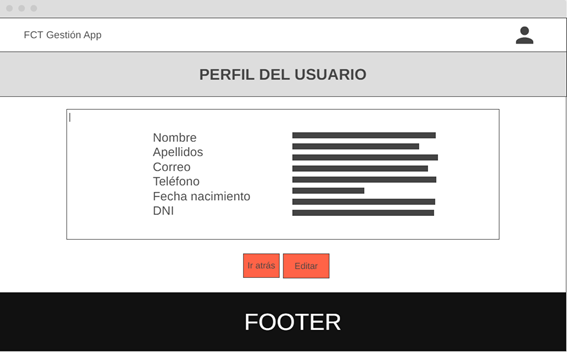 FCT Gestión App
PERFIL DEL USUARIO
Nombre
Apellidos
Correo
Teléfono
Fecha nacimiento
DNI
Ir atrás
Editar
FOOTER